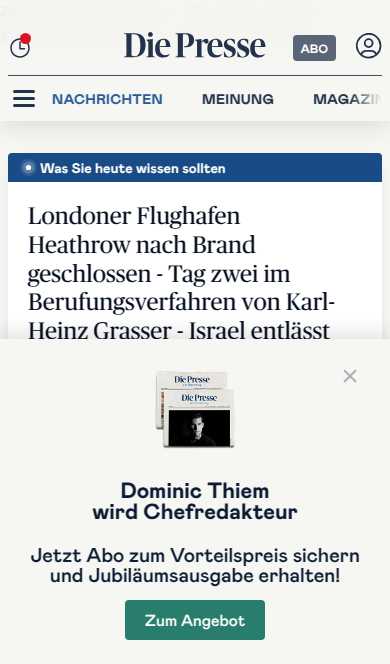 Die Presse
ABO
NACHRICHTEN MEINUNG MAGAZIN
Was Sie heute wissen sollten
Londoner Flughafen
Heathrow nach Brand
geschlossen - Tag zwei im
Berufungsverfahren von Karl-
Heinz Grasser - Israel entlässt
Die Presse
Die Presse
Dominic Thiem
wird Chefredakteur
Jetzt Abo zum Vorteilspreis sichern
und Jubiläumsausgabe erhalten!
Zum Angebot